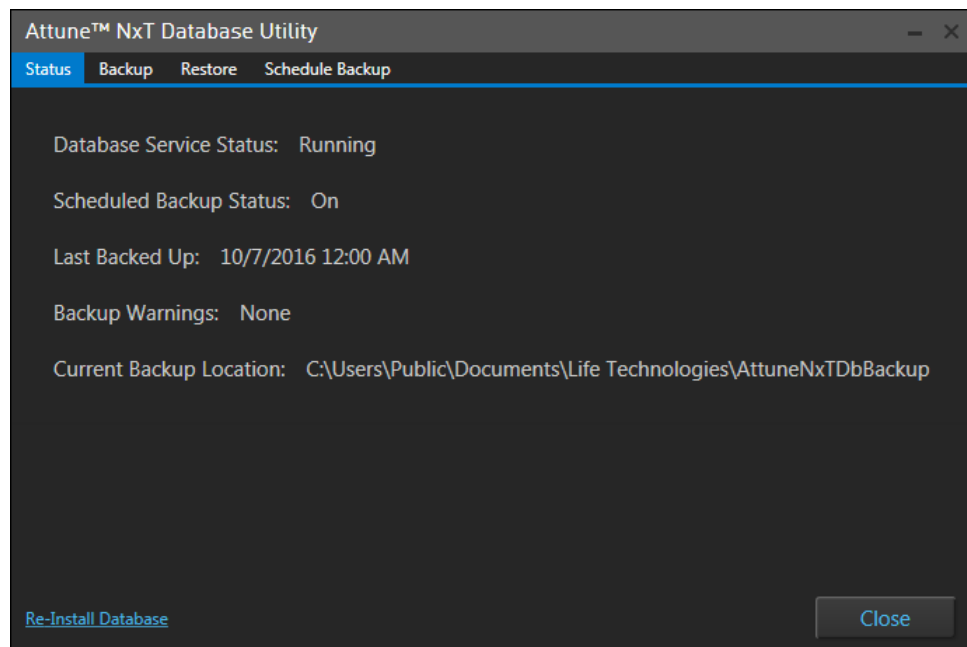 Attune™ NxT Database Utility
Status Backup Restore Schedule Backup
Database Service Status: Running
Scheduled Backup Status: On
Last Backed Up: 10/7/2016 12:00 AM
Backup Warnings: None
Current Backup Location: C:\Users\Public\Documents\Life Technologies\AttuneNxTDbBackup
Re-Install Database
Close